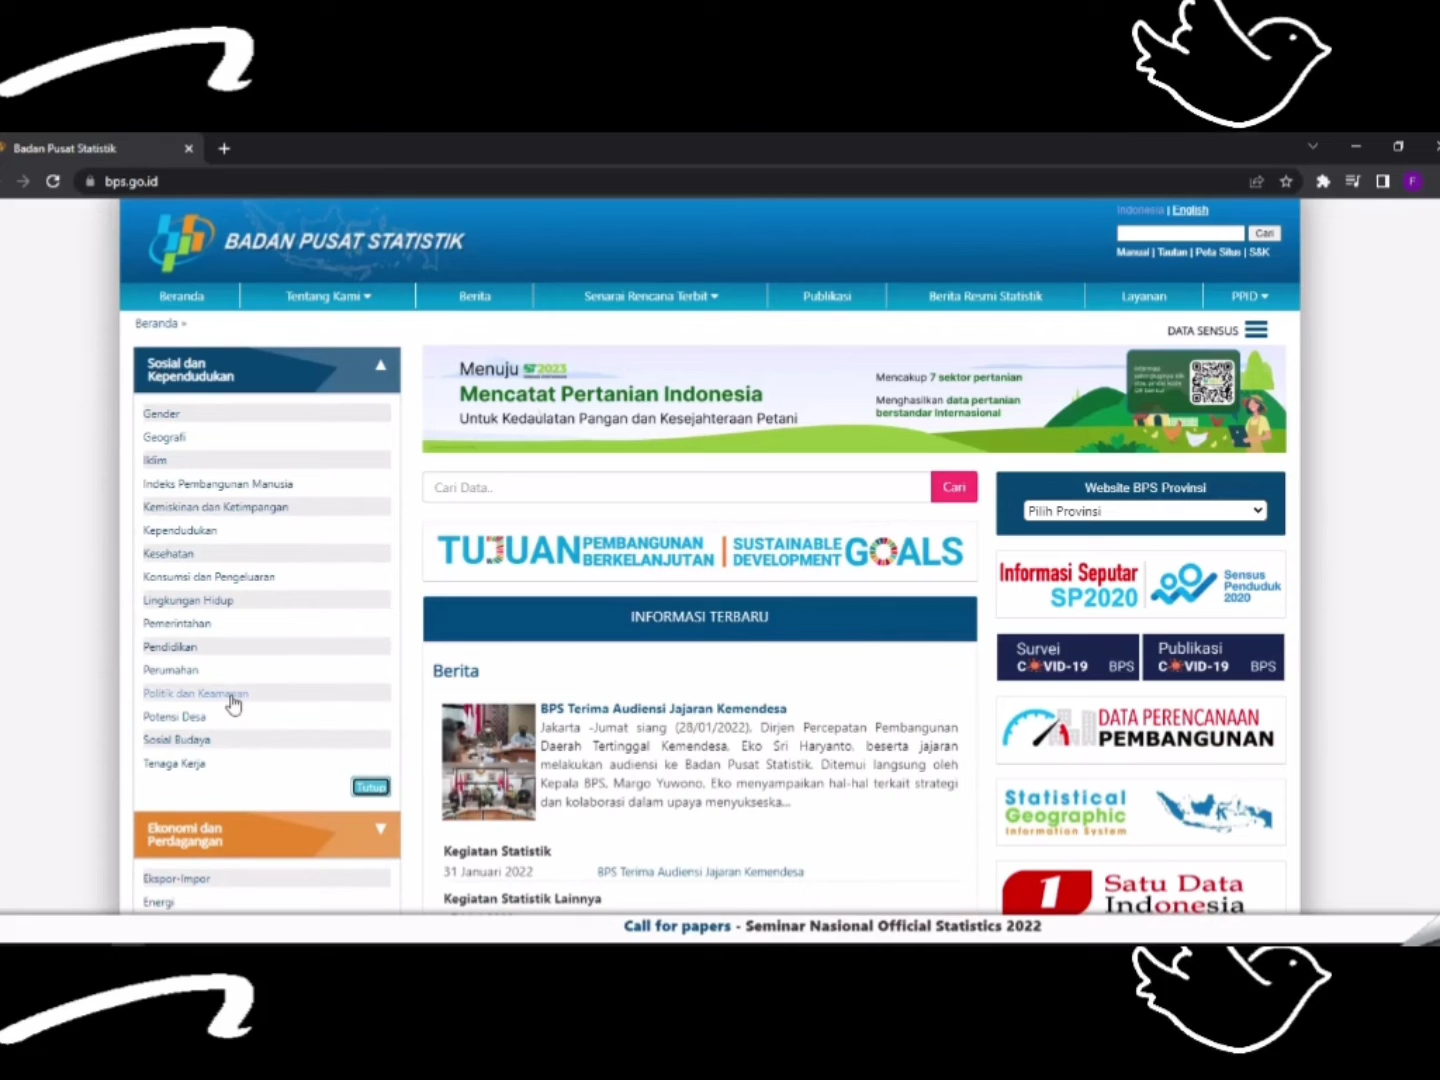 Badan Pusat Statistik
bps.go.id
F
Indonesia | English
BADAN PUSAT STATISTIK
Cari
Manual | Tautan | Peta Situs | S&K
Beranda
Tentang Kami
Berita
Senarai Rencana Terbit
Publikasi
Berita Resmi Statistik
Layanan
PPID
Beranda »
DATA SENSUS
Sosial dan
Kependudukan
Gender
Geografi
Iklim
Indeks Pembangunan Manusia
Kemiskinan dan Ketimpangan
Kependudukan
Kesehatan
Konsumsi dan Pengeluaran
Lingkungan Hidup
Pemerintahan
Pendidikan
Perumahan
Politik dan Keamanan
Potensi Desa
Sosial Budaya
Tenaga Kerja
Tutup
Ekonomi dan
Perdagangan
Ekspor-Impor
Energi
Menuju ST2023
Mencatat Pertanian Indonesia
Untuk Kedaulatan Pangan dan Kesejahteraan Petani
Mencakup 7 sektor pertanian
Menghasilkan data pertanian
berstandar Internasional
Cari Data..
Cari
TUJUAN PEMBANGUNAN BERKELANJUTAN | SUSTAINABLE DEVELOPMENT GOALS
INFORMASI TERBARU
Berita
BPS Terima Audiensi Jajaran Kemendesa
Jakarta -Jumat siang (28/01/2022), Dirjen Percepatan Pembangunan
Daerah Tertinggal Kemendesa, Eko Sri Haryanto, beserta jajaran
melakukan audiensi ke Badan Pusat Statistik. Ditemui langsung oleh
Kepala BPS, Margo Yuwono, Eko menyampaikan hal-hal terkait strategi
dan kolaborasi dalam upaya menyukseska...
Kegiatan Statistik
31 Januari 2022 BPS Terima Audiensi Jajaran Kemendesa
Kegiatan Statistik Lainnya
Website BPS Provinsi
Pilih Provinsi
Informasi Seputar
SP2020
Sensus
Penduduk
2020
Survei
COVID-19 BPS
Publikasi
COVID-19 BPS
DATA PERENCANAAN
PEMBANGUNAN
Statistical
Geographic
Information System
1
Satu Data
Indonesia
Call for papers - Seminar Nasional Official Statistics 2022